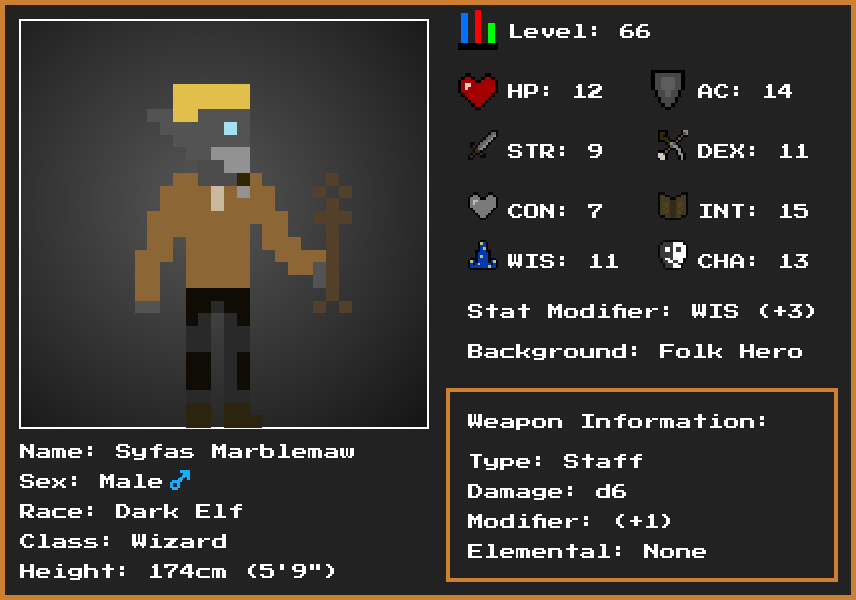 Level: 66
HP: 12 AC: 14
STR: 9 DEX: 11
CON: 7 INT: 15
WIS: 11 CHA: 13
Stat Modifier: WIS (+3)
Background: Folk Hero
Weapon Information:
Type: Staff
Damage: d6
Modifier: (+1)
Elemental: None
Name: Syfas Marblemaw
Sex: Male ♂
Race: Dark Elf
Class: Wizard
Height: 174cm (5'9")